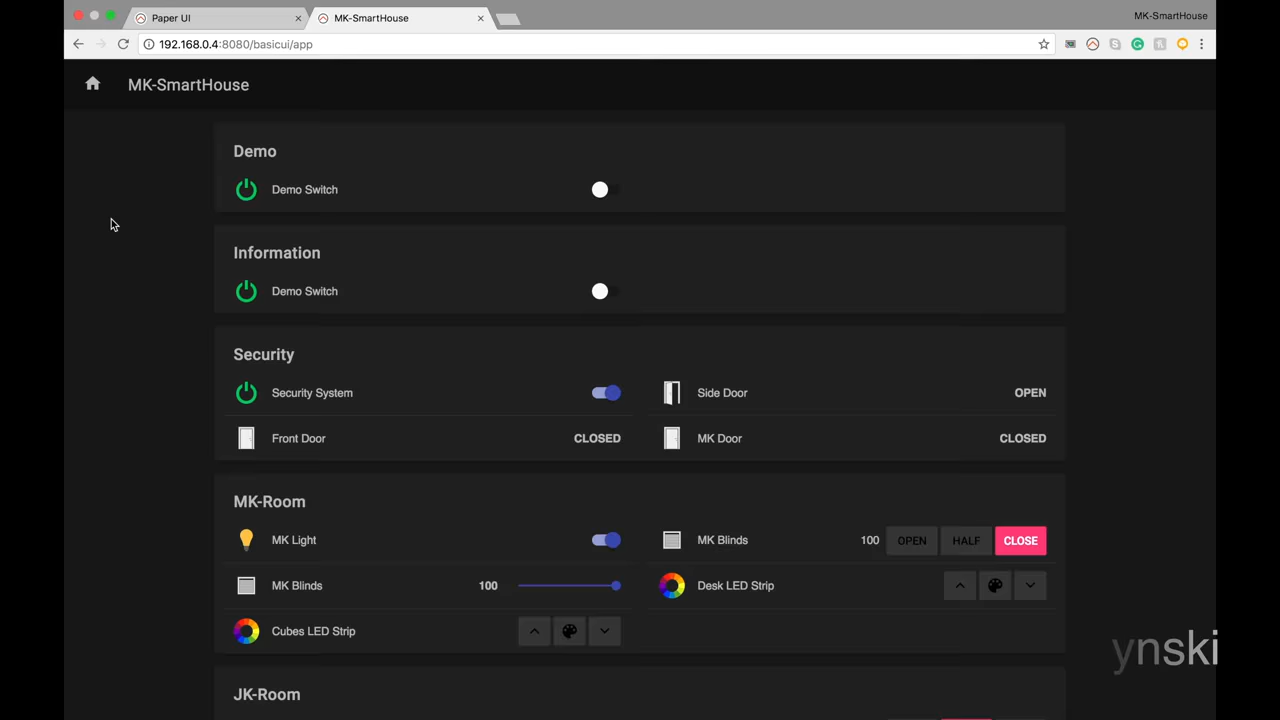 Paper UI
MK-SmartHouse
MK-SmartHouse
192.168.0.4:8080/basicui/app
MK-SmartHouse
Demo
Demo Switch
Information
Demo Switch
Security
Security System
Side Door OPEN
Front Door CLOSED
MK Door CLOSED
MK-Room
MK Light
MK Blinds 100 OPEN HALF CLOSE
MK Blinds 100
Desk LED Strip
Cubes LED Strip
ynski
JK-Room